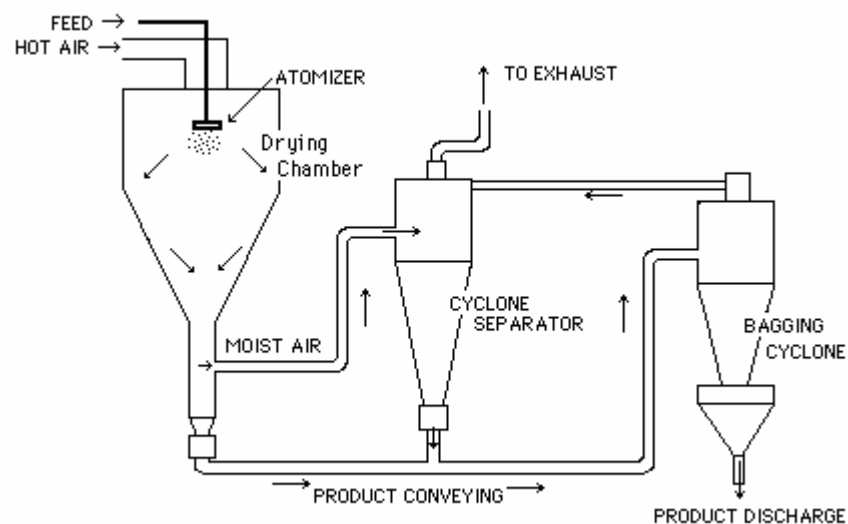 FEED
HOT AIR
ATOMIZER
TO EXHAUST
Drying
Chamber
CYCLONE
SEPARATOR
MOIST AIR
BAGGING
CYCLONE
PRODUCT CONVEYING
PRODUCT DISCHARGE